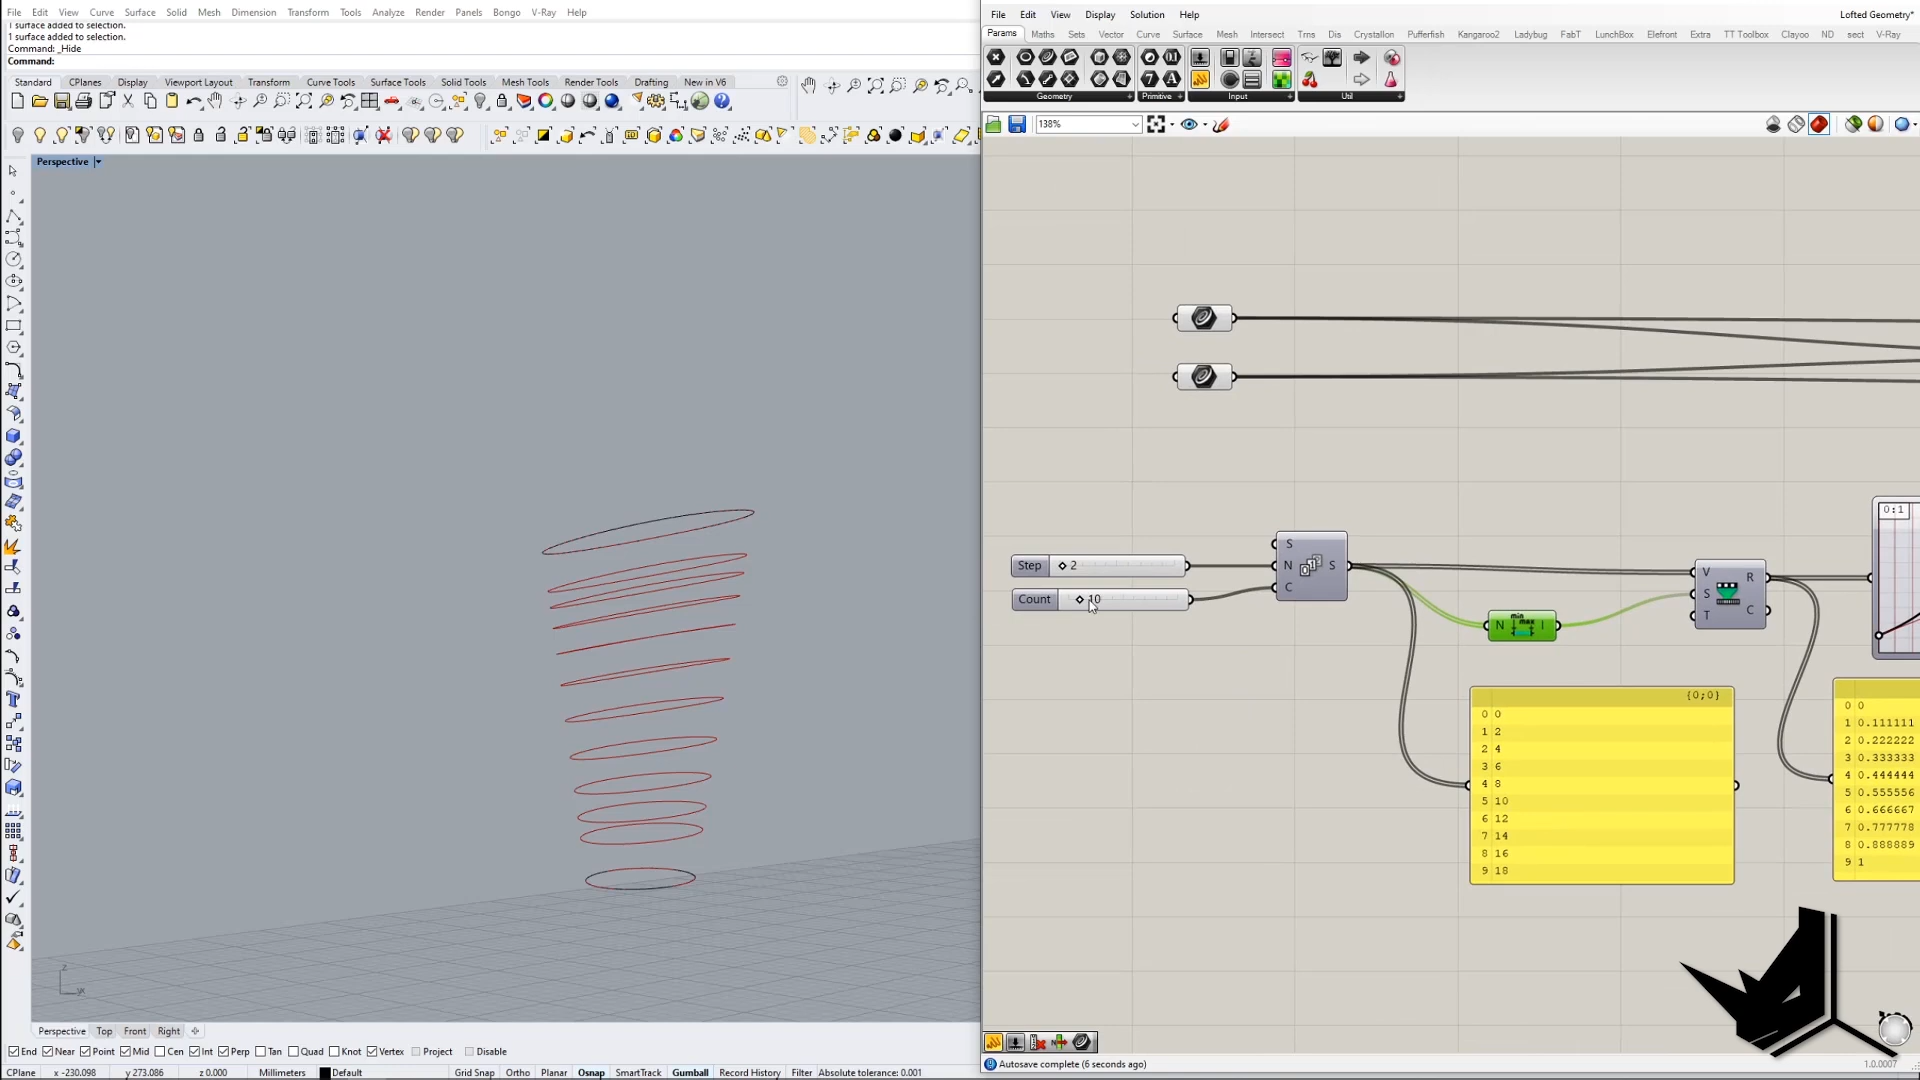 File Edit View Curve Surface Solid Mesh Dimension Transform Tools Analyze Render Panels Bongo V-Ray Help
1 surface added to selection.
1 surface added to selection.
Command: _Hide
Command:
Standard CPlanes Display Viewport Layout Transform Curve Tools Surface Tools Solid Tools Mesh Tools Render Tools Drafting New in V6
Perspective
z
yx
Perspective Top Front Right
End Near Point Mid Cen Int Perp Tan Quad Knot Vertex Project Disable
CPlane x -230.098 y 273.086 z 0.000 Millimeters Default Grid Snap Ortho Planar Osnap SmartTrack Gumball Record History Filter Absolute tolerance: 0.001
File Edit View Display Solution Help Lofted Geometry*
Params Maths Sets Vector Curve Surface Mesh Intersect Trns Dis Crystallon Pufferfish Kangaroo2 Ladybug FabT LunchBox Elefront Extra TT Toolbox Clayoo ND sect V-Ray
Geometry Primitive Input Util
138%
0:1
Step 2
Count 10
S
N
C
S
min
max
N I
V
S
T
R
C
{0;0}
0 0
1 2
2 4
3 6
4 8
5 10
6 12
7 14
8 16
9 18
0 0
1 0.111111
2 0.222222
3 0.333333
4 0.444444
5 0.555556
6 0.666667
7 0.777778
8 0.888889
9 1
Autosave complete (6 seconds ago) 1.0.0007